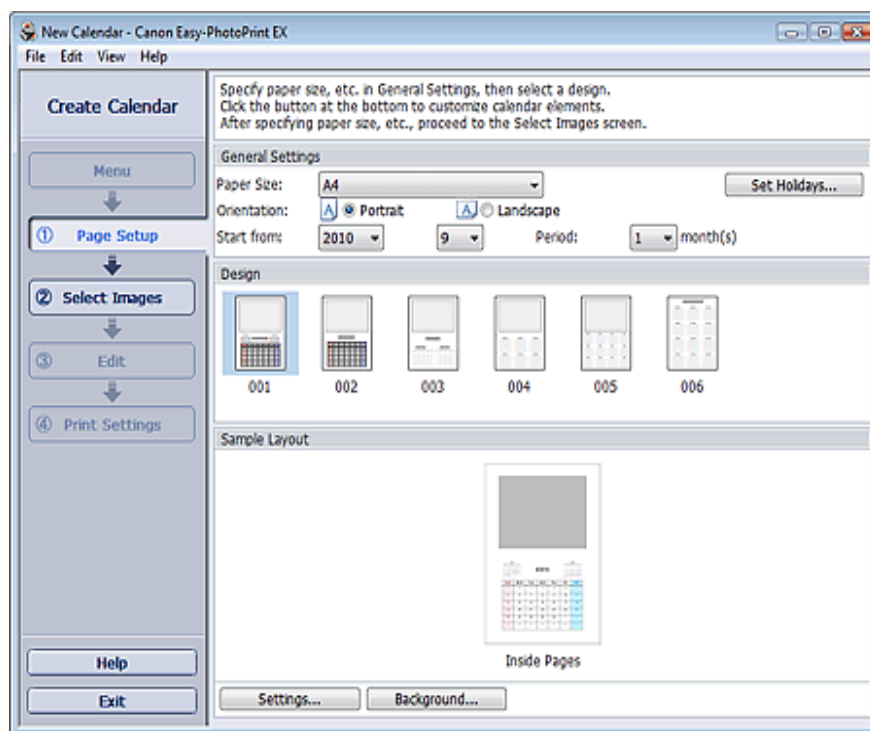 New Calendar - Canon Easy-PhotoPrint EX
File Edit View Help
Create Calendar
Menu
① Page Setup
② Select Images
③ Edit
④ Print Settings
Help
Exit
Specify paper size, etc. in General Settings, then select a design.
Click the button at the bottom to customize calendar elements.
After specifying paper size, etc., proceed to the Select Images screen.
General Settings
Paper Size: A4 Set Holidays...
Orientation: A Portrait A Landscape
Start from: 2010 9 Period: 1 month(s)
Design
001 002 003 004 005 006
Sample Layout
Inside Pages
Settings... Background...